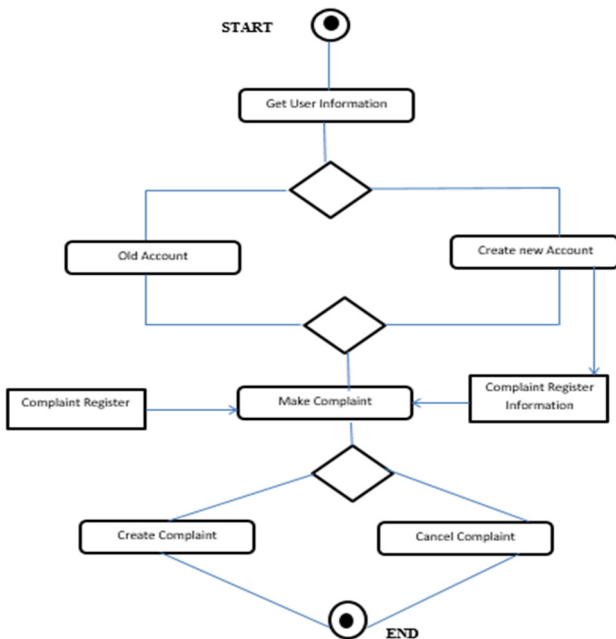 START
Get User Information
Old Account
Create new Account
Complaint Register
Make Complaint
Complaint Register
Information
Create Complaint
Cancel Complaint
END